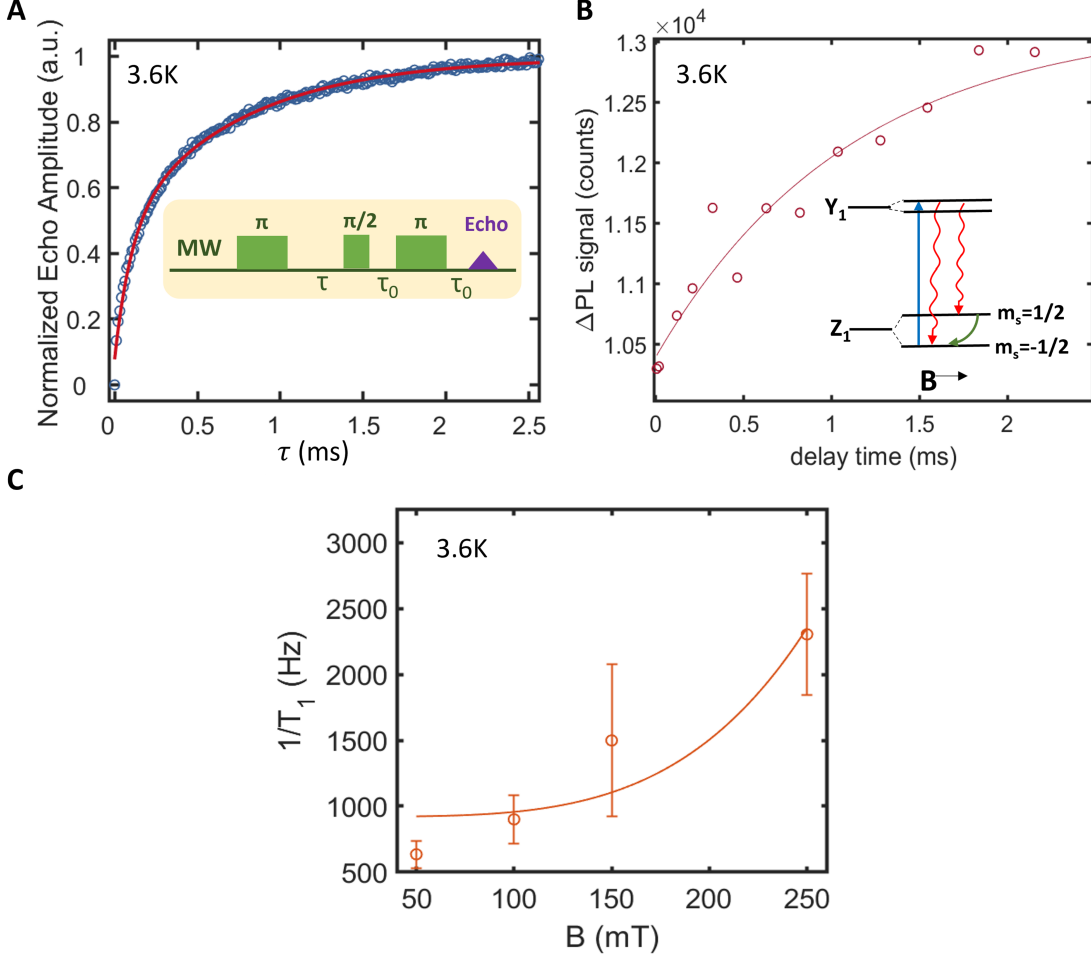 A
Normalized Echo Amplitude (a.u.)
1
0.8
0.6
0.4
0.2
0
3.6K
MW
π
π/2
π
Echo
τ
τ₀
τ₀
0
0.5
1
1.5
2
2.5
τ (ms)
B
×10⁴
ΔPL signal (counts)
1.3
1.25
1.2
1.15
1.1
1.05
3.6K
Y₁
Z₁
mₛ=1/2
mₛ=-1/2
B
0
0.5
1
1.5
2
delay time (ms)
C
1/T₁ (Hz)
3000
2500
2000
1500
1000
500
3.6K
50
100
150
200
250
B (mT)